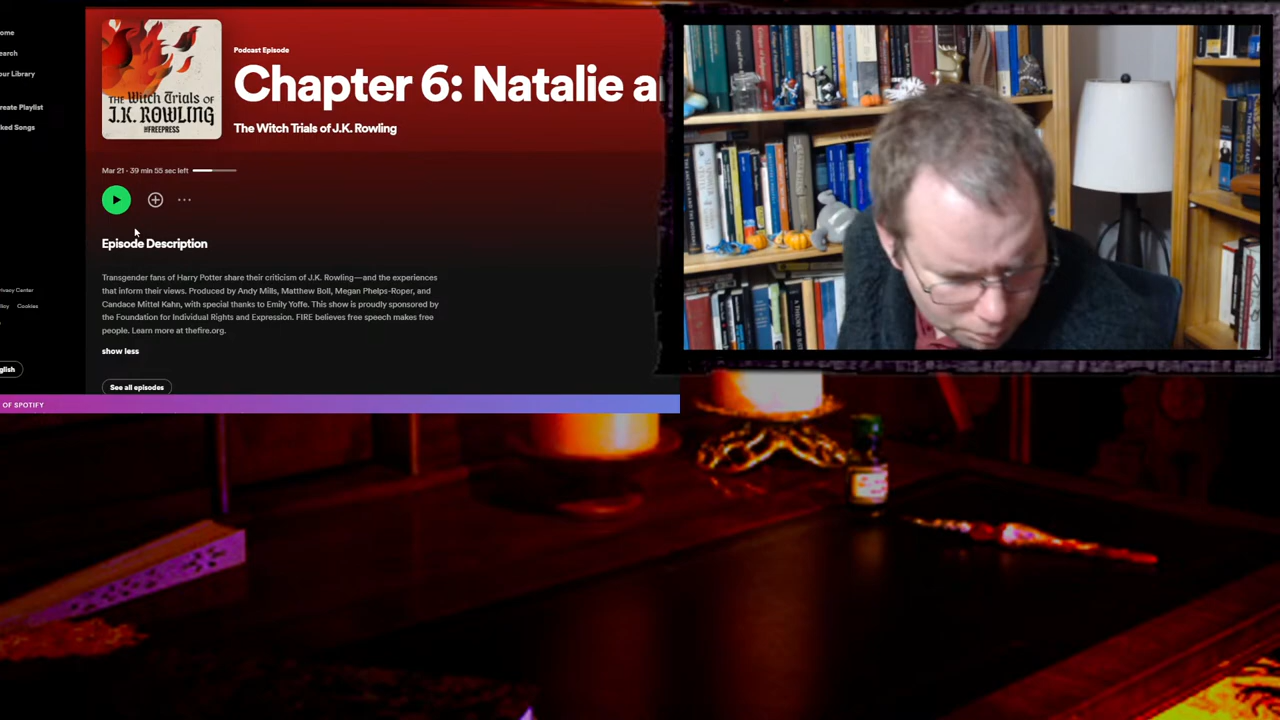 ome
earch
our Library
reate Playlist
ked Songs
rivacy Center
licy Cookies
glish
THE WITCH TRIALS OF
J.K. ROWLING
#FREEPRESS
Podcast Episode
Chapter 6: Natalie a
The Witch Trials of J.K. Rowling
Mar 21 · 39 min 55 sec left
Episode Description
Transgender fans of Harry Potter share their criticism of J.K. Rowling—and the experiences
that inform their views. Produced by Andy Mills, Matthew Boll, Megan Phelps-Roper, and
Candace Mittel Kahn, with special thanks to Emily Yoffe. This show is proudly sponsored by
the Foundation for Individual Rights and Expression. FIRE believes free speech makes free
people. Learn more at thefire.org.
show less
See all episodes
OF SPOTIFY